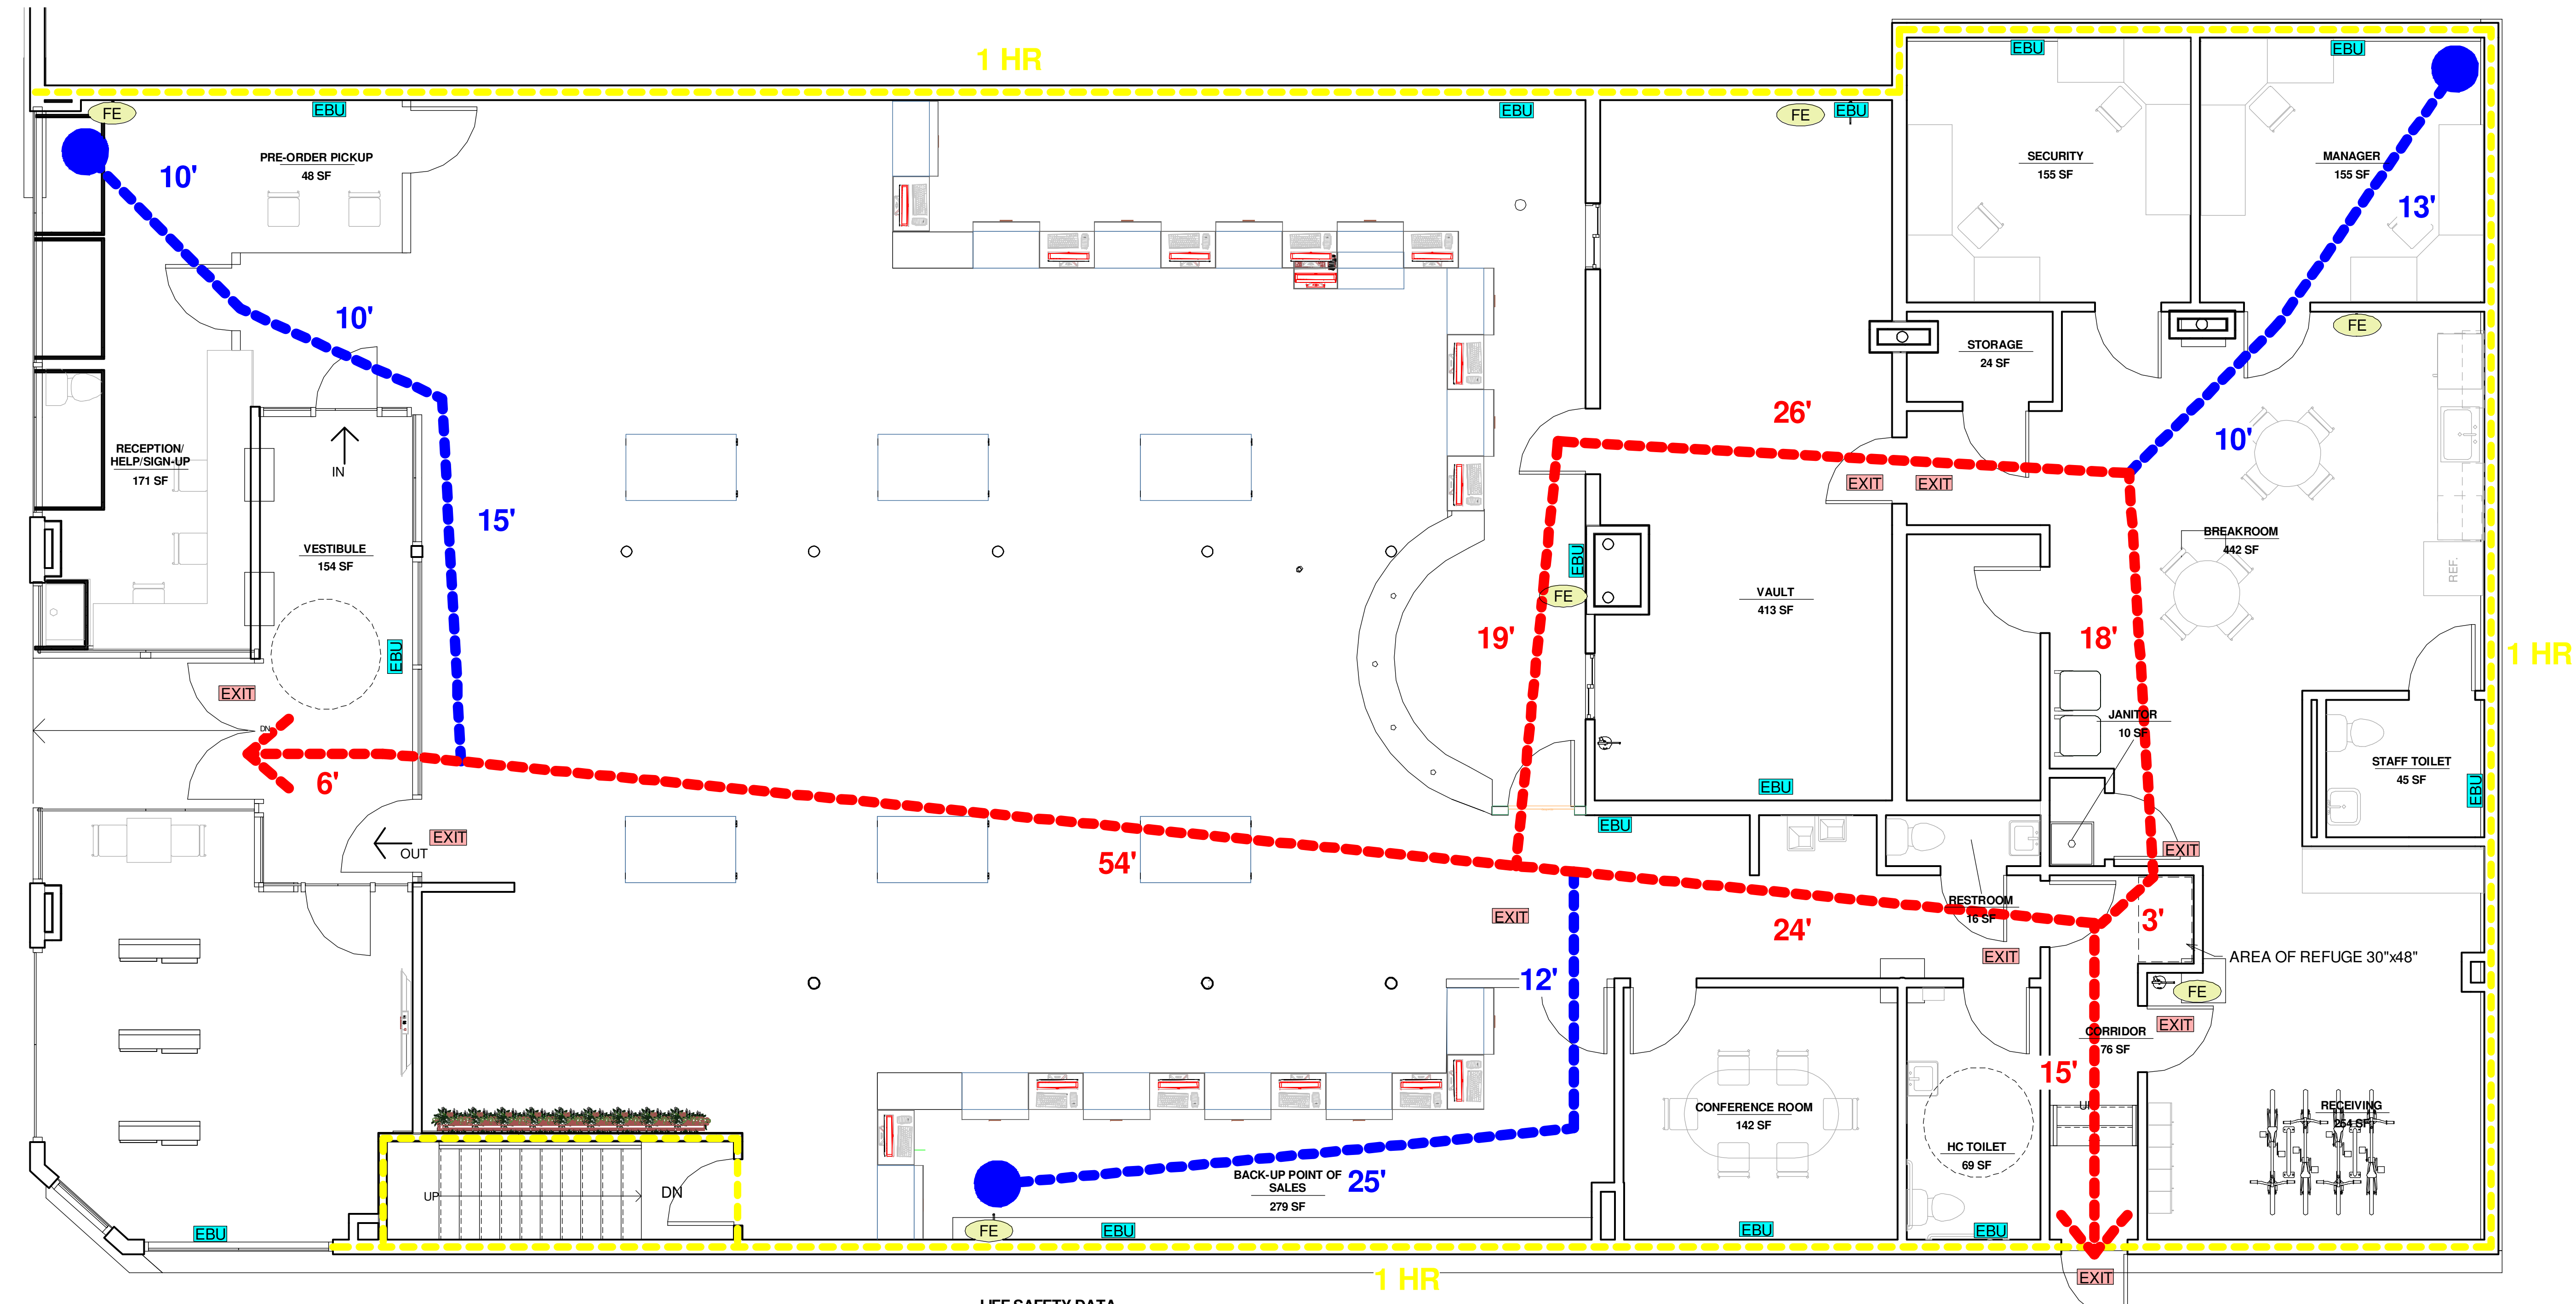 1 HR
EBU
EBU
FE
EBU
EBU
FE
EBU
PRE-ORDER PICKUP
48 SF
SECURITY
155 SF
MANAGER
155 SF
10'
13'
10'
FE
STORAGE
24 SF
26'
10'
RECEPTION/
HELP/SIGN-UP
171 SF
IN
EXIT
EXIT
15'
BREAKROOM
442 SF
VESTIBULE
154 SF
EBU
REF.
FE
VAULT
413 SF
19'
18'
1 HR
EBU
EXIT
DN
JANITOR
10 SF
STAFF TOILET
45 SF
6'
EBU
EBU
EBU
EXIT
OUT
EXIT
54'
RESTROOM
16 SF
EXIT
24'
3'
EXIT
AREA OF REFUGE 30"x48"
12'
FE
EXIT
CORRIDOR
76 SF
15'
CONFERENCE ROOM
142 SF
UP
RECEIVING
264 SF
HC TOILET
69 SF
BACK-UP POINT OF
SALES
279 SF
25'
UP
DN
EBU
FE
EBU
EBU
EBU
1 HR
EXIT
LIFE SAFETY DATA